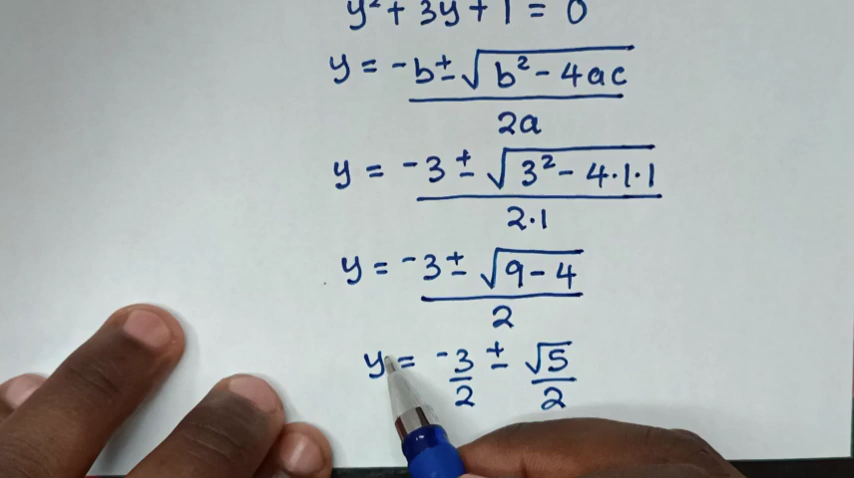 y² + 3y + 1 = 0
y = -b ± √(b² - 4ac) / 2a
y = -3 ± √(3² - 4·1·1) / 2·1
y = -3 ± √(9 - 4) / 2
y = -3/2 ± √5/2